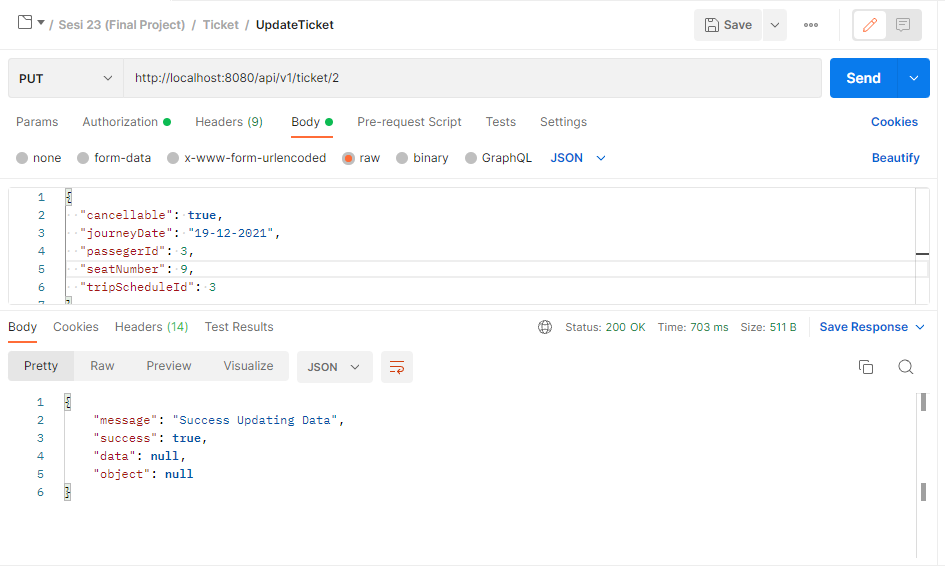 / Sesi 23 (Final Project) / Ticket / UpdateTicket Save
PUT http://localhost:8080/api/v1/ticket/2 Send
Params Authorization Headers (9) Body Pre-request Script Tests Settings Cookies
none form-data x-www-form-urlencoded raw binary GraphQL JSON Beautify
1 {
2 "cancellable": true,
3 "journeyDate": "19-12-2021",
4 "passegerId": 3,
5 "seatNumber": 9,
6 "tripScheduleId": 3
7 }
Body Cookies Headers (14) Test Results Status: 200 OK Time: 703 ms Size: 511 B Save Response
Pretty Raw Preview Visualize JSON
1 {
2 "message": "Success Updating Data",
3 "success": true,
4 "data": null,
5 "object": null
6 }